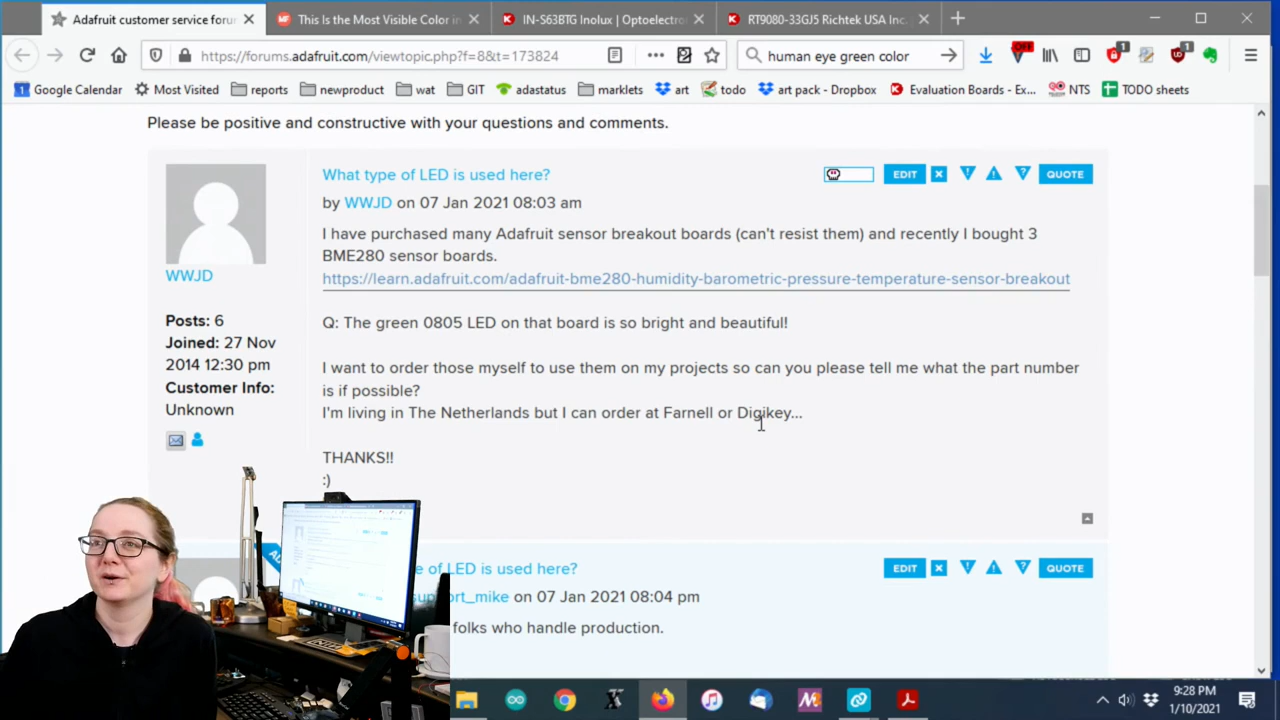 Adafruit customer service foru
This Is the Most Visible Color in
IN-S63BTG Inolux | Optoelectro
RT9080-33GJ5 Richtek USA Inc.
https://forums.adafruit.com/viewtopic.php?f=8&t=173824
human eye green color
OFF
1
1
Google Calendar
Most Visited
reports
newproduct
wat
GIT
adastatus
marklets
art
todo
art pack - Dropbox
Evaluation Boards - Ex...
NTS
TODO sheets
Please be positive and constructive with your questions and comments.
What type of LED is used here?
EDIT
QUOTE
by WWJD on 07 Jan 2021 08:03 am
I have purchased many Adafruit sensor breakout boards (can't resist them) and recently I bought 3
BME280 sensor boards.
https://learn.adafruit.com/adafruit-bme280-humidity-barometric-pressure-temperature-sensor-breakout
WWJD
Posts: 6
Joined: 27 Nov
2014 12:30 pm
Customer Info:
Unknown
Q: The green 0805 LED on that board is so bright and beautiful!
I want to order those myself to use them on my projects so can you please tell me what the part number
is if possible?
I'm living in The Netherlands but I can order at Farnell or Digikey...
THANKS!!
:)
of LED is used here?
EDIT
QUOTE
port_mike on 07 Jan 2021 08:04 pm
folks who handle production.
9:28 PM
1/10/2021